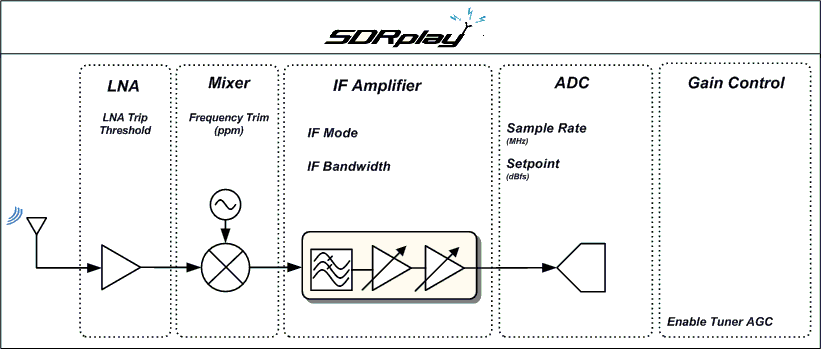 SDRplay
LNA
LNA Trip
Threshold
Mixer
Frequency Trim
(ppm)
IF Amplifier
IF Mode
IF Bandwidth
ADC
Sample Rate
(MHz)
Setpoint
(dBfs)
Gain Control
Enable Tuner AGC